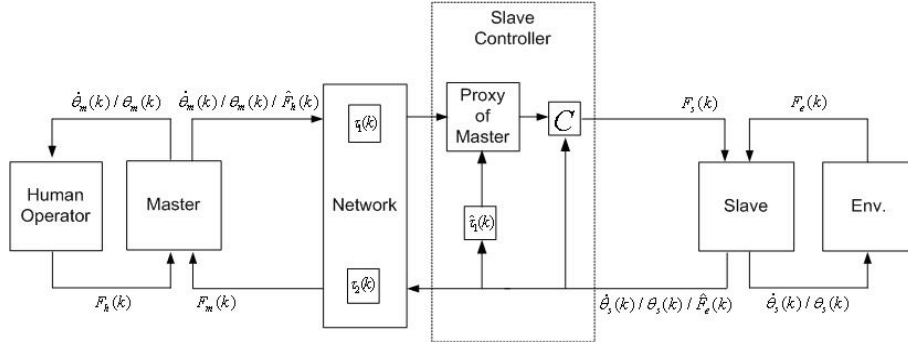 Slave
Controller
θ̇ₘ(k) / θₘ(k)
θ̇ₘ(k) / θₘ(k) / F̂ₕ(k)
τ₁(k)
Proxy
of
Master
C
Fₛ(k)
Fₑ(k)
Human
Operator
Master
Network
τ̂₁(k)
Slave
Env.
τ₂(k)
Fₕ(k)
Fₘ(k)
θ̇ₛ(k) / θₛ(k) / F̂ₑ(k)
θ̇ₛ(k) / θₛ(k)